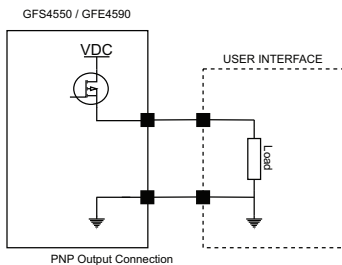 GFS4550 / GFE4590
VDC
USER INTERFACE
Load
PNP Output Connection